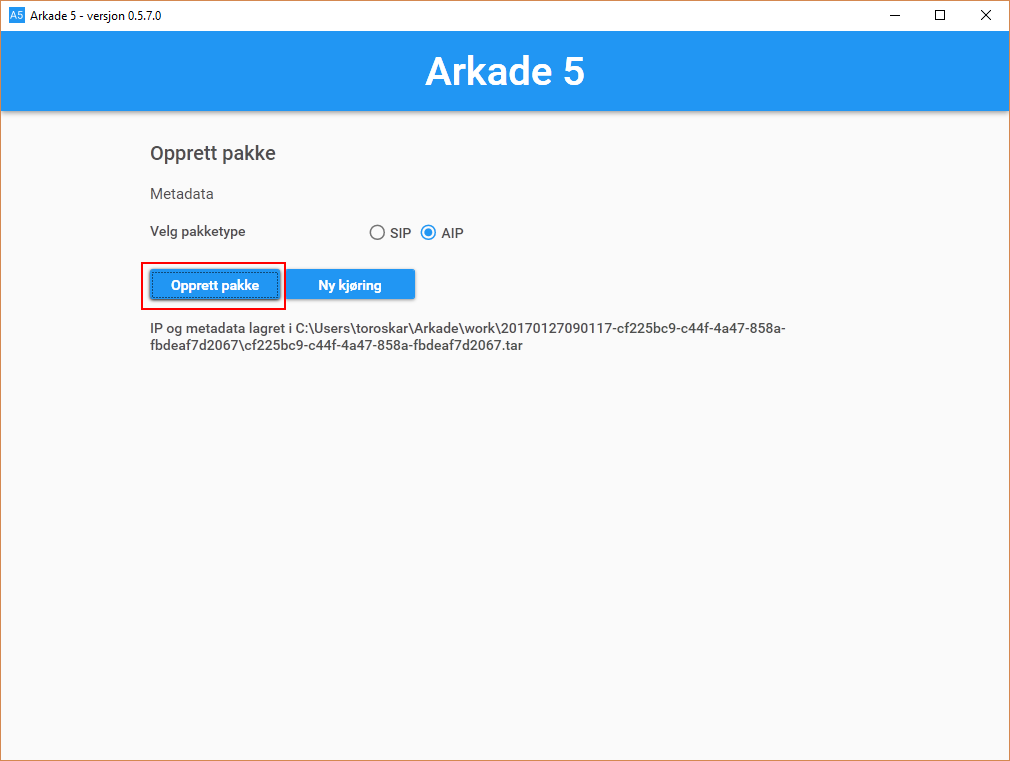 A5 Arkade 5 - versjon 0.5.7.0
Arkade 5
Opprett pakke
Metadata
Velg pakketype SIP AIP
Opprett pakke Ny kjøring
IP og metadata lagret i C:\Users\toroskar\Arkade\work\20170127090117-cf225bc9-c44f-4a47-858a-
fbdeaf7d2067\cf225bc9-c44f-4a47-858a-fbdeaf7d2067.tar